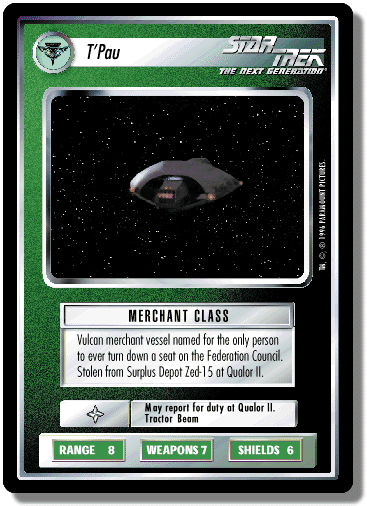 T'Pau
STAR TREK
THE NEXT GENERATION®
TM, © ® 1996 PARAMOUNT PICTURES
MERCHANT CLASS
Vulcan merchant vessel named for the only person
to ever turn down a seat on the Federation Council.
Stolen from Surplus Depot Zed-15 at Qualor II.
May report for duty at Qualor II.
Tractor Beam
RANGE 8 WEAPONS 7 SHIELDS 6